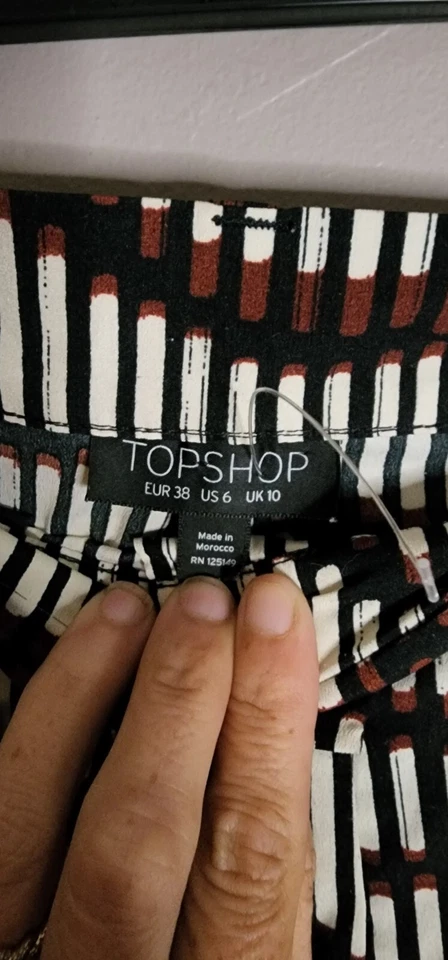 TOPSHOP
EUR 38 US 6 UK 10
Made in
Morocco
RN 125149